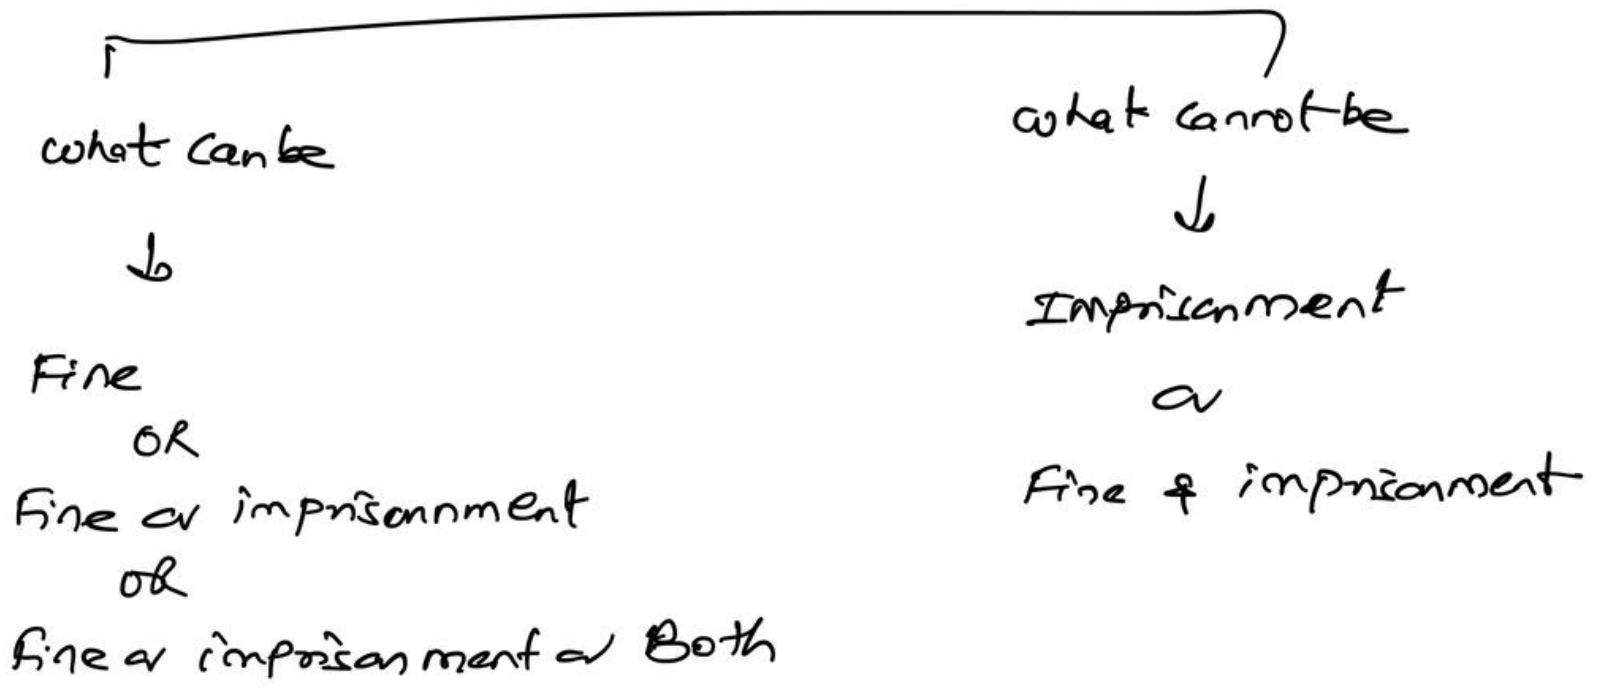 what can be
Fine
OR
Fine or imprisonnment
OR
Fine or imprisonment or Both
what cannot be
Imprisonment
or
Fine & imprisonment